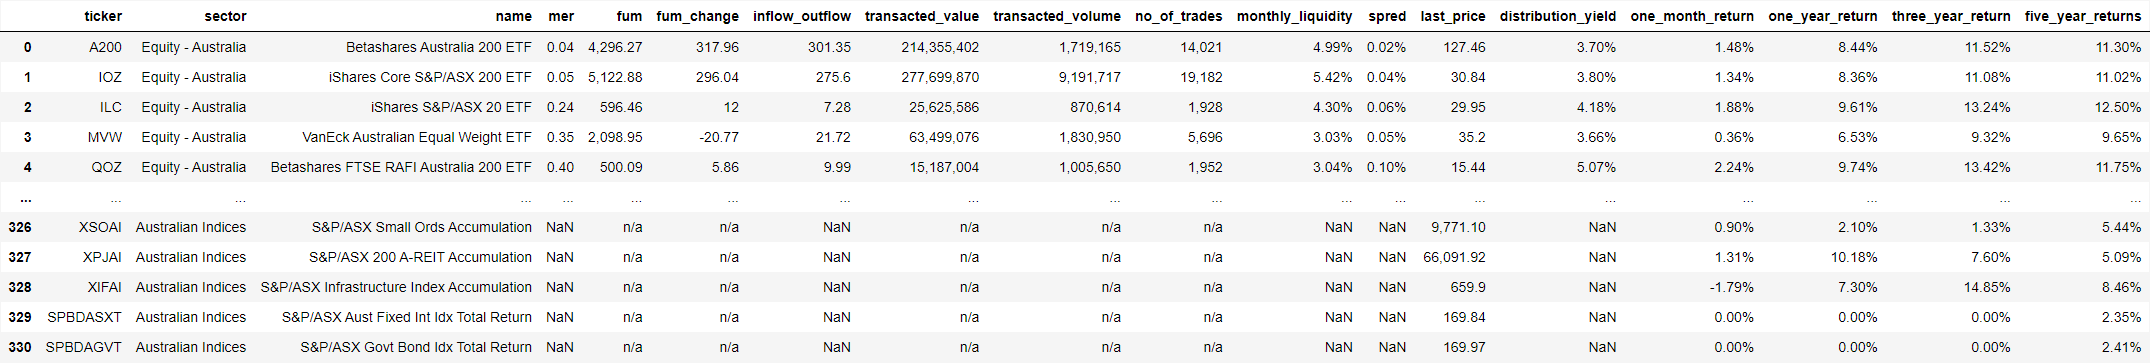 ticker sector name mer fum fum_change inflow_outflow transacted_value transacted_volume no_of_trades monthly_liquidity spred last_price distribution_yield one_month_return one_year_return three_year_return five_year_returns
0 A200 Equity - Australia Betashares Australia 200 ETF 0.04 4,296.27 317.96 301.35 214,355,402 1,719,165 14,021 4.99% 0.02% 127.46 3.70% 1.48% 8.44% 11.52% 11.30%
1 IOZ Equity - Australia iShares Core S&P/ASX 200 ETF 0.05 5,122.88 296.04 275.6 277,699,870 9,191,717 19,182 5.42% 0.04% 30.84 3.80% 1.34% 8.36% 11.08% 11.02%
2 ILC Equity - Australia iShares S&P/ASX 20 ETF 0.24 596.46 12 7.28 25,625,586 870,614 1,928 4.30% 0.06% 29.95 4.18% 1.88% 9.61% 13.24% 12.50%
3 MVW Equity - Australia VanEck Australian Equal Weight ETF 0.35 2,098.95 -20.77 21.72 63,499,076 1,830,950 5,696 3.03% 0.05% 35.2 3.66% 0.36% 6.53% 9.32% 9.65%
4 QOZ Equity - Australia Betashares FTSE RAFI Australia 200 ETF 0.40 500.09 5.86 9.99 15,187,004 1,005,650 1,952 3.04% 0.10% 15.44 5.07% 2.24% 9.74% 13.42% 11.75%
... ... ... ... ... ... ... ... ... ... ... ... ... ... ... ... ... ... ...
326 XSOAI Australian Indices S&P/ASX Small Ords Accumulation NaN n/a n/a NaN n/a n/a n/a NaN NaN 9,771.10 NaN 0.90% 2.10% 1.33% 5.44%
327 XPJAI Australian Indices S&P/ASX 200 A-REIT Accumulation NaN n/a n/a NaN n/a n/a n/a NaN NaN 66,091.92 NaN 1.31% 10.18% 7.60% 5.09%
328 XIFAI Australian Indices S&P/ASX Infrastructure Index Accumulation NaN n/a n/a NaN n/a n/a n/a NaN NaN 659.9 NaN -1.79% 7.30% 14.85% 8.46%
329 SPBDASXT Australian Indices S&P/ASX Aust Fixed Int Idx Total Return NaN n/a n/a NaN n/a n/a n/a NaN NaN 169.84 NaN 0.00% 0.00% 0.00% 2.35%
330 SPBDAGVT Australian Indices S&P/ASX Govt Bond Idx Total Return NaN n/a n/a NaN n/a n/a n/a NaN NaN 169.97 NaN 0.00% 0.00% 0.00% 2.41%